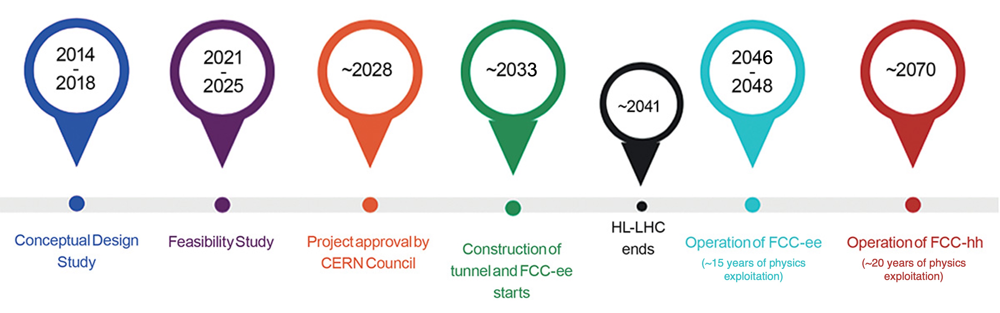 2014
-
2018
2021
-
2025
~2028
~2033
~2041
2046
-
2048
~2070
Conceptual Design
Study
Feasibility Study
Project approval by
CERN Council
Construction of
tunnel and FCC-ee
starts
HL-LHC
ends
Operation of FCC-ee
(~15 years of physics
exploitation)
Operation of FCC-hh
(~20 years of physics
exploitation)